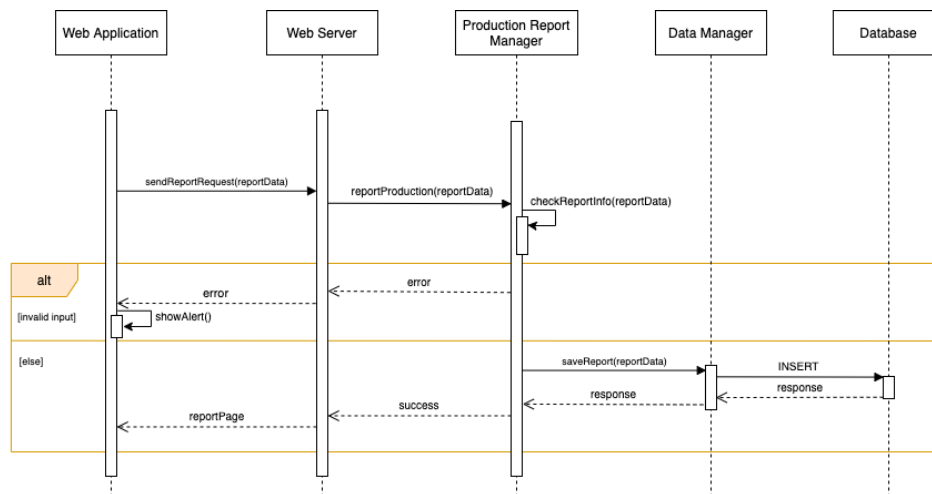 Web Application
Web Server
Production Report
Manager
Data Manager
Database
sendReportRequest(reportData)
reportProduction(reportData)
checkReportInfo(reportData)
alt
error
error
[invalid input]
showAlert()
[else]
saveReport(reportData)
INSERT
response
response
success
reportPage